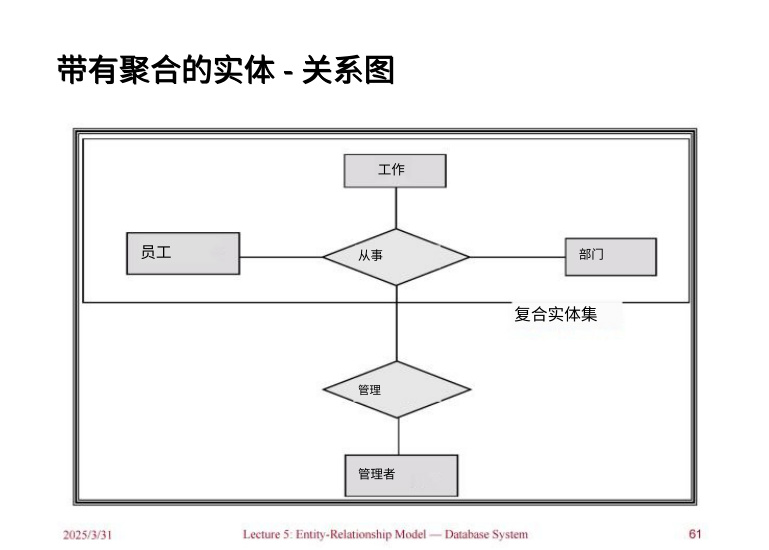 带有聚合的实体 - 关系图
工作
员工
从事
部门
复合实体集
管理
管理者
2025/3/31
Lecture 5: Entity-Relationship Model — Database System
61